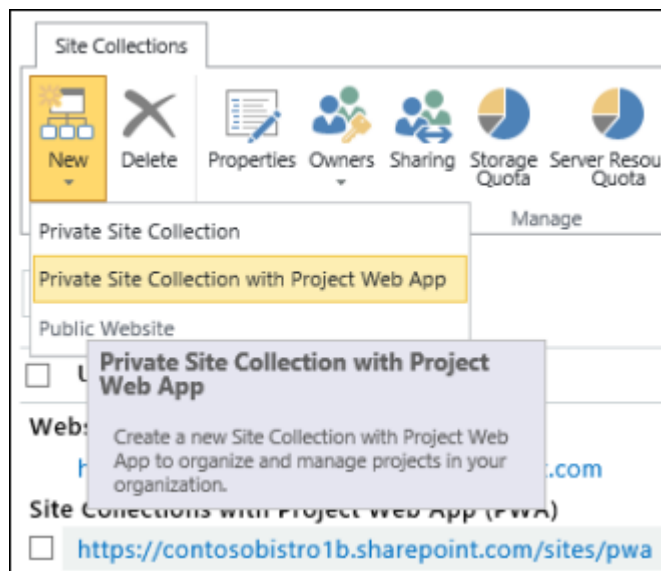 Site Collections
New
Delete
Properties
Owners
Sharing
Storage
Quota
Server Resou
Quota
Manage
Private Site Collection
Private Site Collection with Project Web App
Public Website
Private Site Collection with Project
Web App
Create a new Site Collection with Project Web
App to organize and manage projects in your
organization.
.com
Site Collections with Project Web App (PWA)
https://contosobistro1b.sharepoint.com/sites/pwa